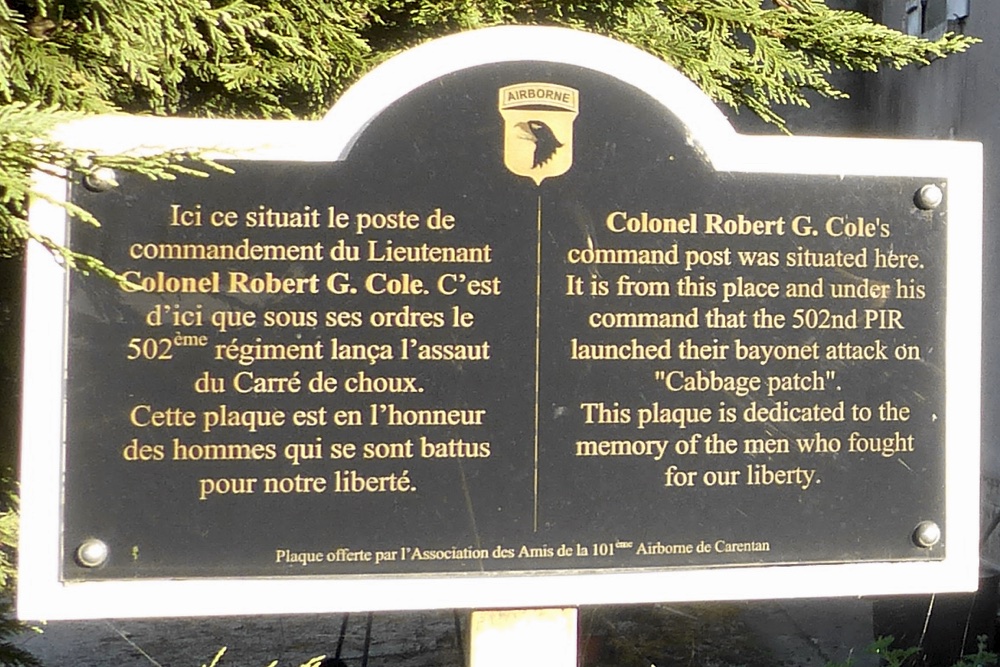 AIRBORNE
Ici ce situait le poste de
commandement du Lieutenant
Colonel Robert G. Cole. C’est
d’ici que sous ses ordres le
502ème régiment lança l’assaut
du Carré de choux.
Cette plaque est en l’honneur
des hommes qui se sont battus
pour notre liberté.
Colonel Robert G. Cole's
command post was situated here.
It is from this place and under his
command that the 502nd PIR
launched their bayonet attack on
"Cabbage patch".
This plaque is dedicated to the
memory of the men who fought
for our liberty.
Plaque offerte par l’Association des Amis de la 101ème Airborne de Carentan